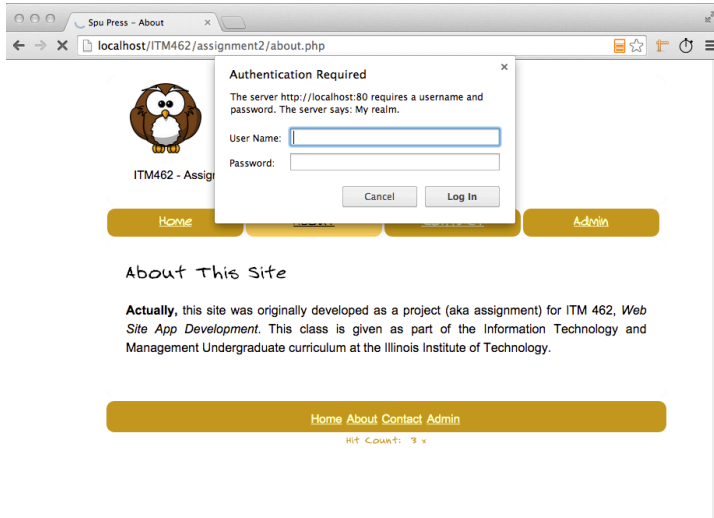 Spu Press – About
localhost/ITM462/assignment2/about.php
Authentication Required
The server http://localhost:80 requires a username and
password. The server says: My realm.
User Name:
Password:
Cancel Log In
ITM462 - Assig
Home Admin
About This Site
Actually, this site was originally developed as a project (aka assignment) for ITM 462, Web
Site App Development. This class is given as part of the Information Technology and
Management Undergraduate curriculum at the Illinois Institute of Technology.
Home About Contact Admin
Hit Count: 3 x